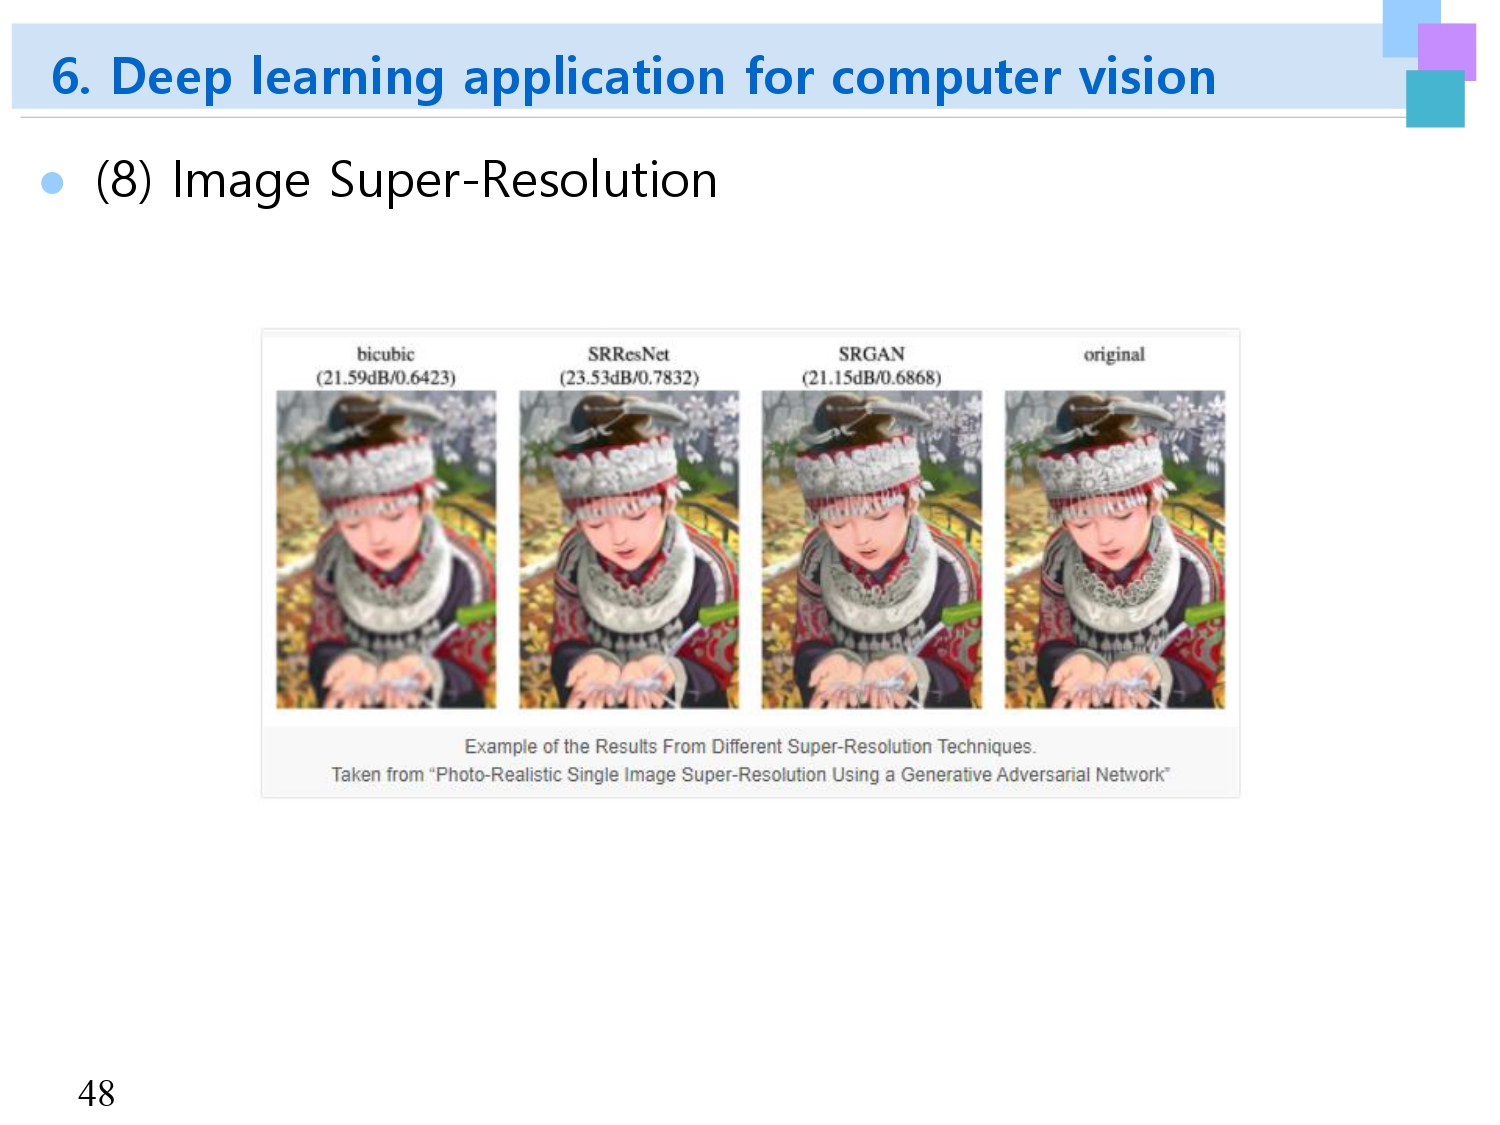 6. Deep learning application for computer vision
(8) Image Super-Resolution
bicubic
(21.59dB/0.6423)
SRResNet
(23.53dB/0.7832)
SRGAN
(21.15dB/0.6868)
original
Example of the Results From Different Super-Resolution Techniques.
Taken from “Photo-Realistic Single Image Super-Resolution Using a Generative Adversarial Network”
48